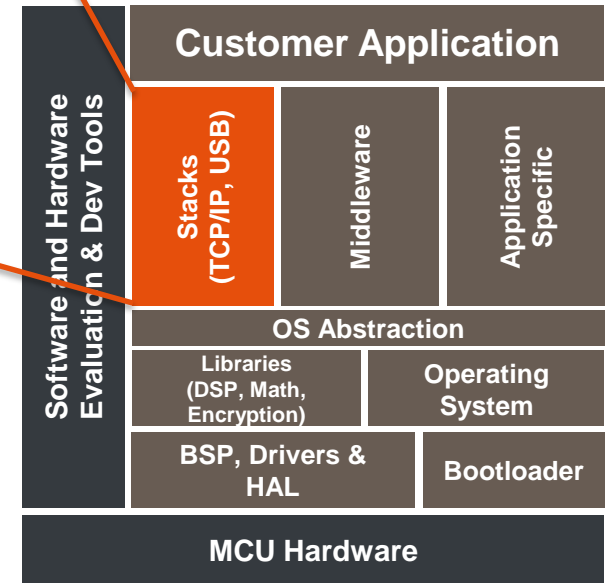 Customer Application
Software and Hardware
Evaluation & Dev Tools
Stacks
(TCP/IP, USB)
Middleware
Application
Specific
OS Abstraction
Libraries
(DSP, Math,
Encryption)
Operating
System
BSP, Drivers &
HAL
Bootloader
MCU Hardware